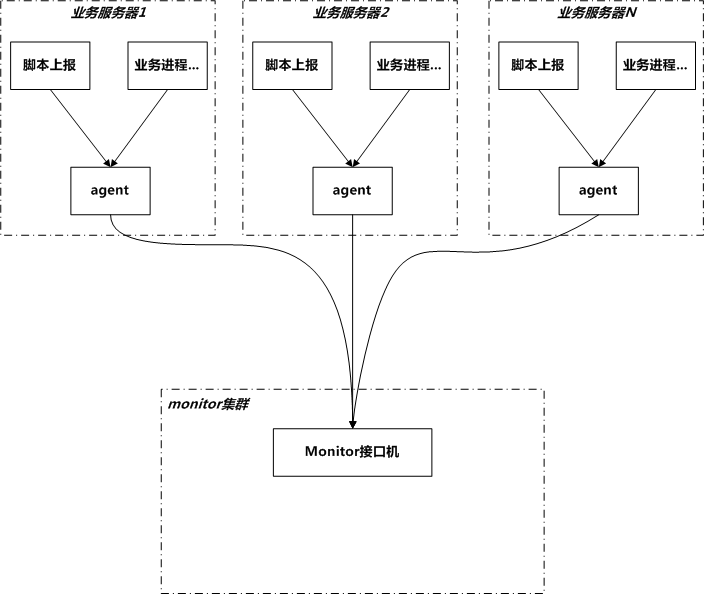 业务服务器1
业务服务器2
业务服务器N
脚本上报
业务进程...
脚本上报
业务进程...
脚本上报
业务进程...
agent
agent
agent
monitor集群
Monitor接口机